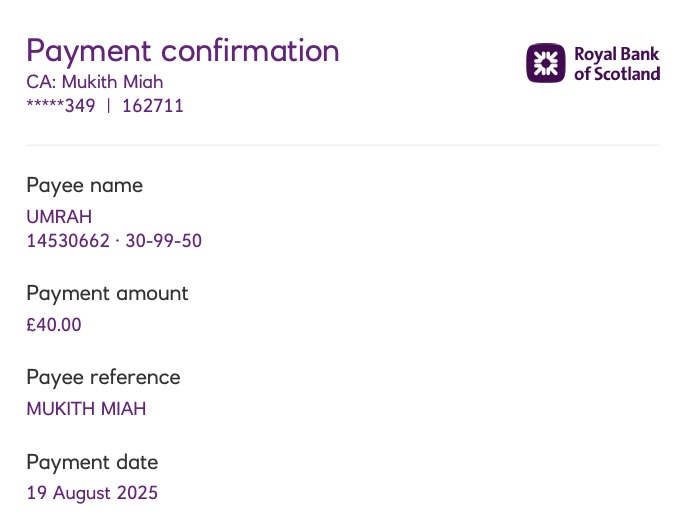 Payment confirmation
CA: Mukith Miah
*****349 | 162711
Royal Bank
of Scotland
Payee name
UMRAH
14530662 · 30-99-50
Payment amount
£40.00
Payee reference
MUKITH MIAH
Payment date
19 August 2025